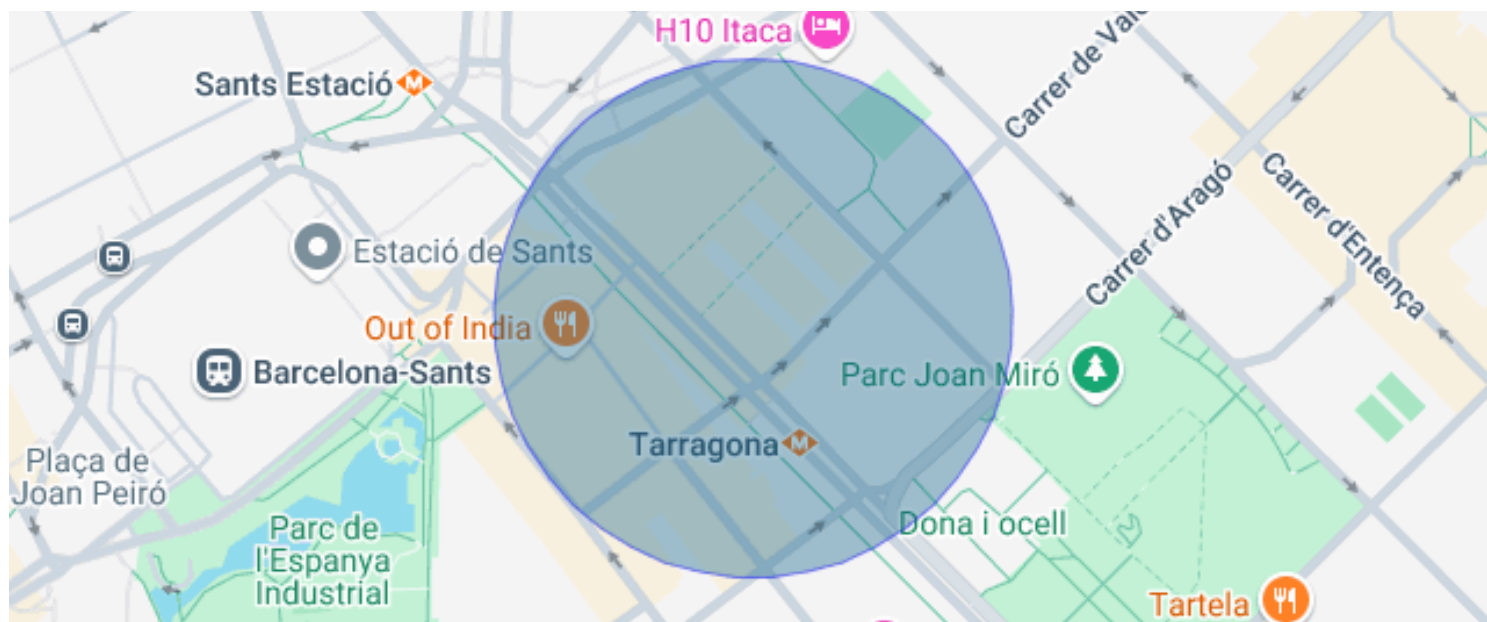 H10 Itaca
Sants Estació
Carrer de Val
Carrer d'Aragó
Carrer d'Entença
Estació de Sants
Out of India
Barcelona-Sants
Parc Joan Miró
Tarragona
Plaça de
Joan Peiró
Parc de
l'Espanya
Industrial
Dona i ocell
Tartela